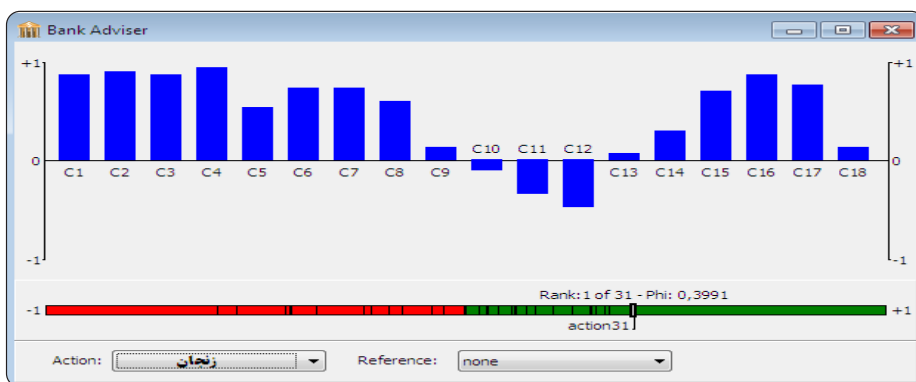 Bank Adviser
+1 +1
C10 C11 C12
0 0
C1 C2 C3 C4 C5 C6 C7 C8 C9 C13 C14 C15 C16 C17 C18
-1 -1
Rank: 1 of 31 - Phi: 0,3991
-1 +1
action31
Action: زنجان Reference: none